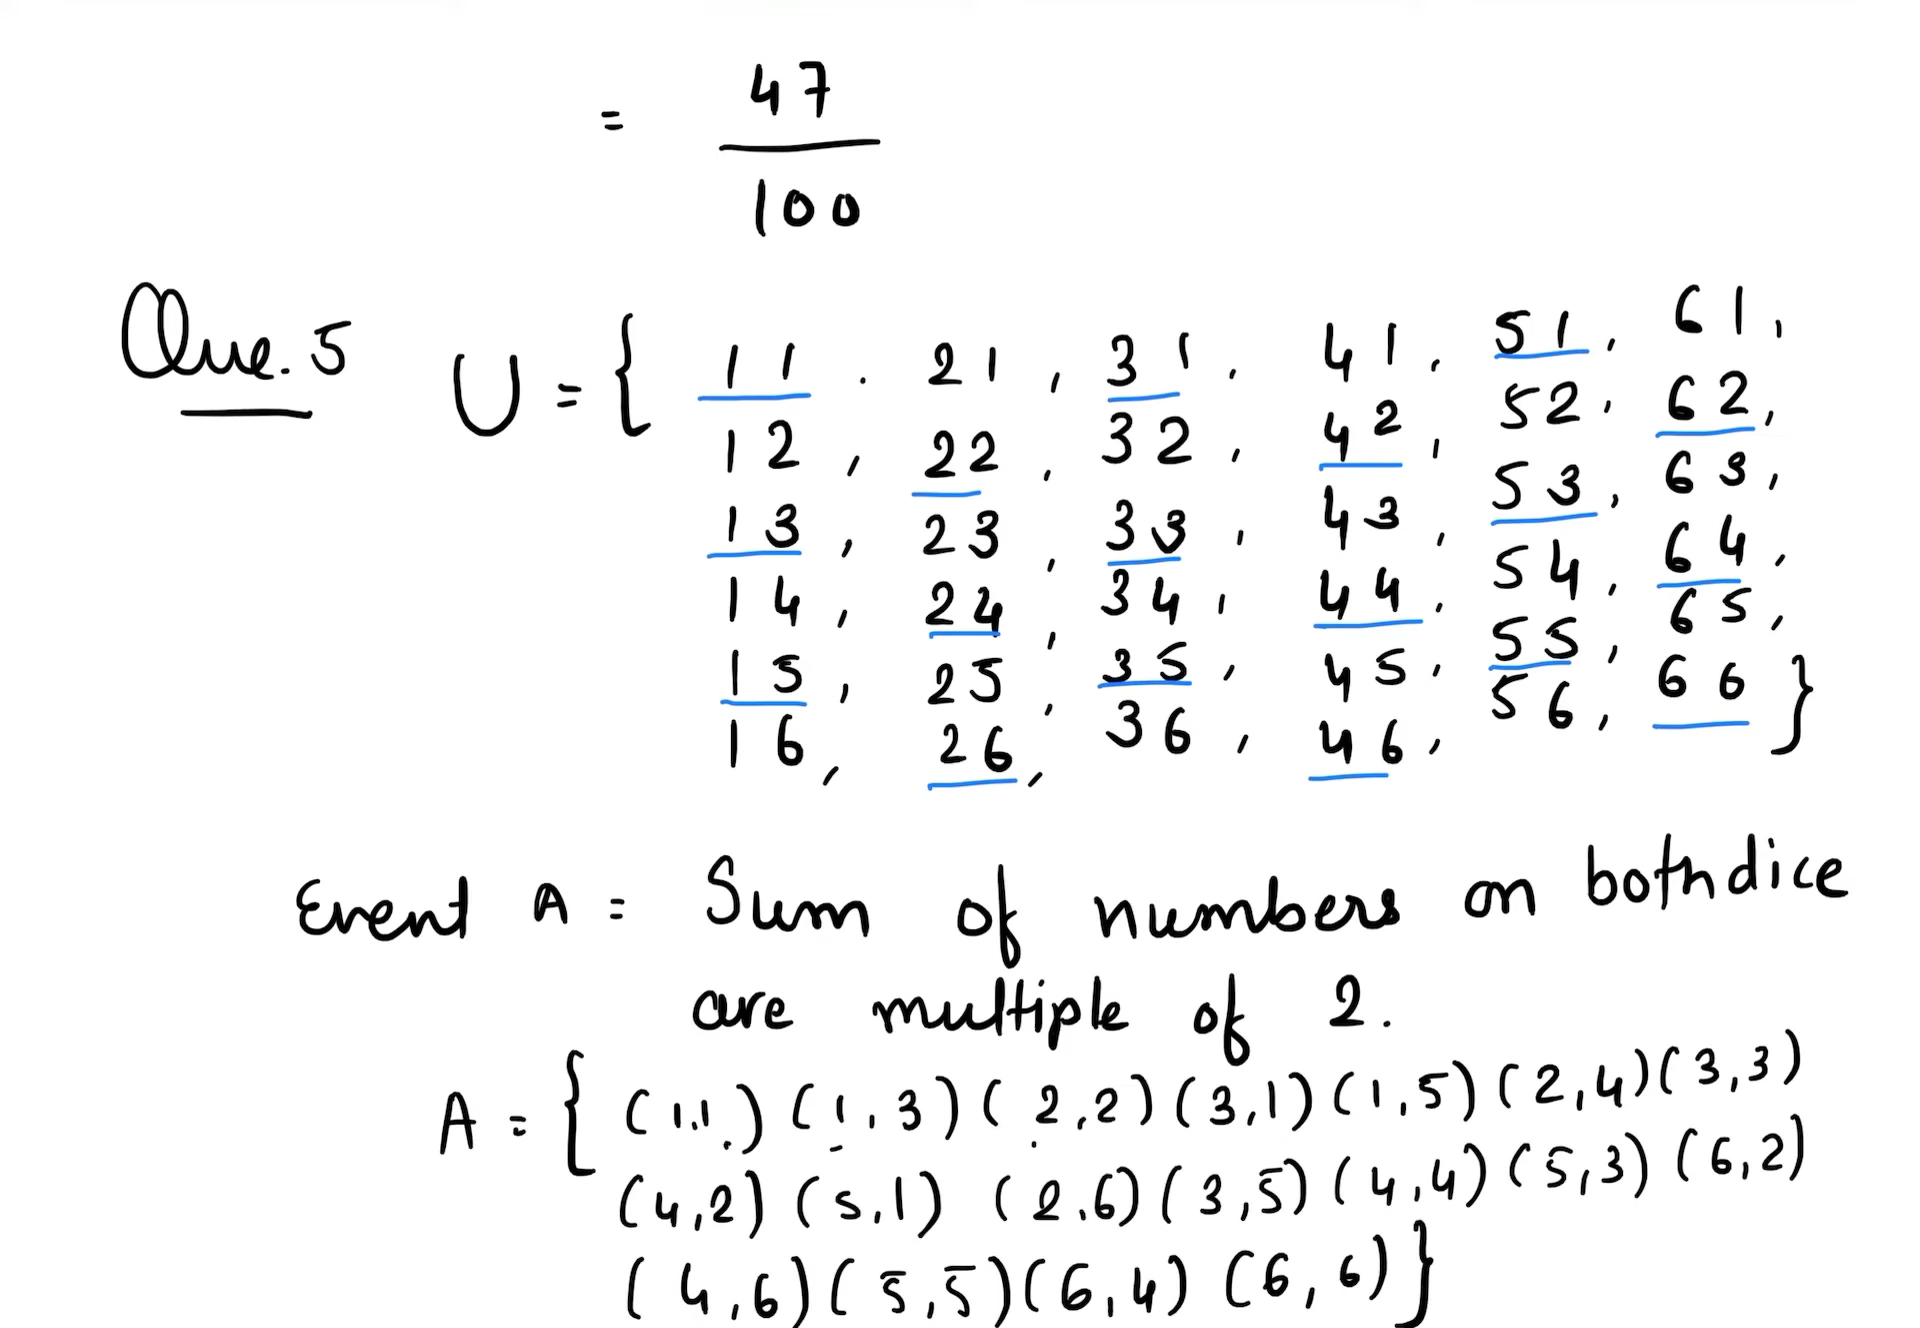 = 47
100
Que. 5 U = { 11 . 21 , 31 , 41 , 51 , 61 ,
12 , 22 , 32 , 42 , 52 , 62 ,
13 , 23 , 33 , 43 , 53 , 63 ,
14 , 24 , 34 , 44 , 54 , 64 ,
15 , 25 , 35 , 45 , 55 , 65 ,
16 , 26 , 36 , 46 , 56 , 66 }
Event A = Sum of numbers on both dice
are multiple of 2.
A = { (1,1) (1,3) (2,2) (3,1) (1,5) (2,4) (3,3)
(4,2) (5,1) (2,6) (3,5) (4,4) (5,3) (6,2)
(4,6) (5,5) (6,4) (6,6) }